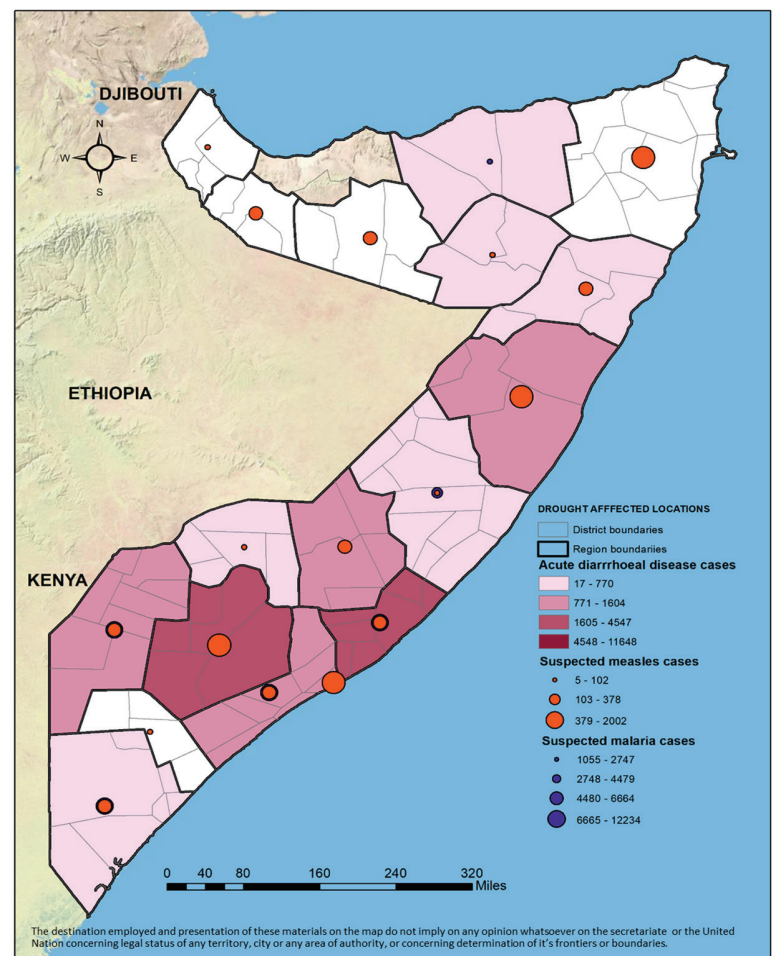 DJIBOUTI
N
W E
S
ETHIOPIA
KENYA
DROUGHT AFFFECTED LOCATIONS
District boundaries
Region boundariies
Acute diarrrhoeal disease cases
17 - 770
771 - 1604
1605 - 4547
4548 - 11648
Suspected measles cases
5 - 102
103 - 378
379 - 2002
Suspected malaria cases
1055 - 2747
2748 - 4479
4480 - 6664
6665 - 12234
0 40 80 160 240 320
Miles
The destination employed and presentation of these materials on the map do not imply on any opinion whatsoever on the secretariate or the United
Nation concerning legal status of any territory, city or any area of authority, or concerning determination of it's frontiers or boundaries.